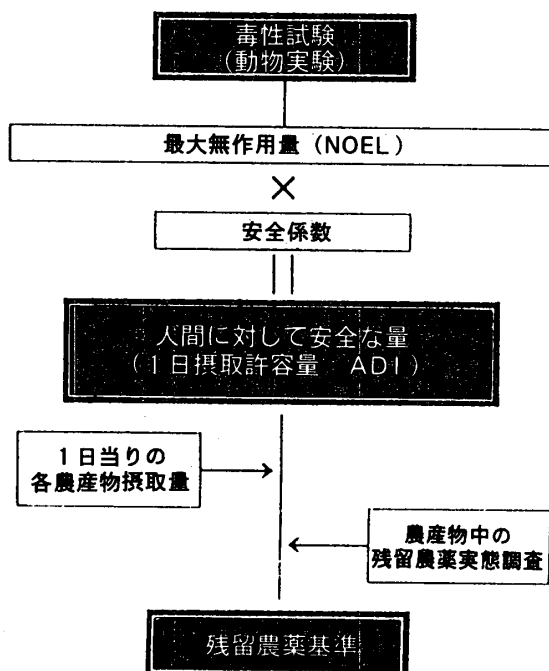 毒性試験
(動物実験)
最大無作用量 (NOEL)
×
安全係数
人間に対して安全な量
(1日摂取許容量 ADI)
1日当りの
各農産物摂取量
農産物中の
残留農薬実態調査
残留農薬基準